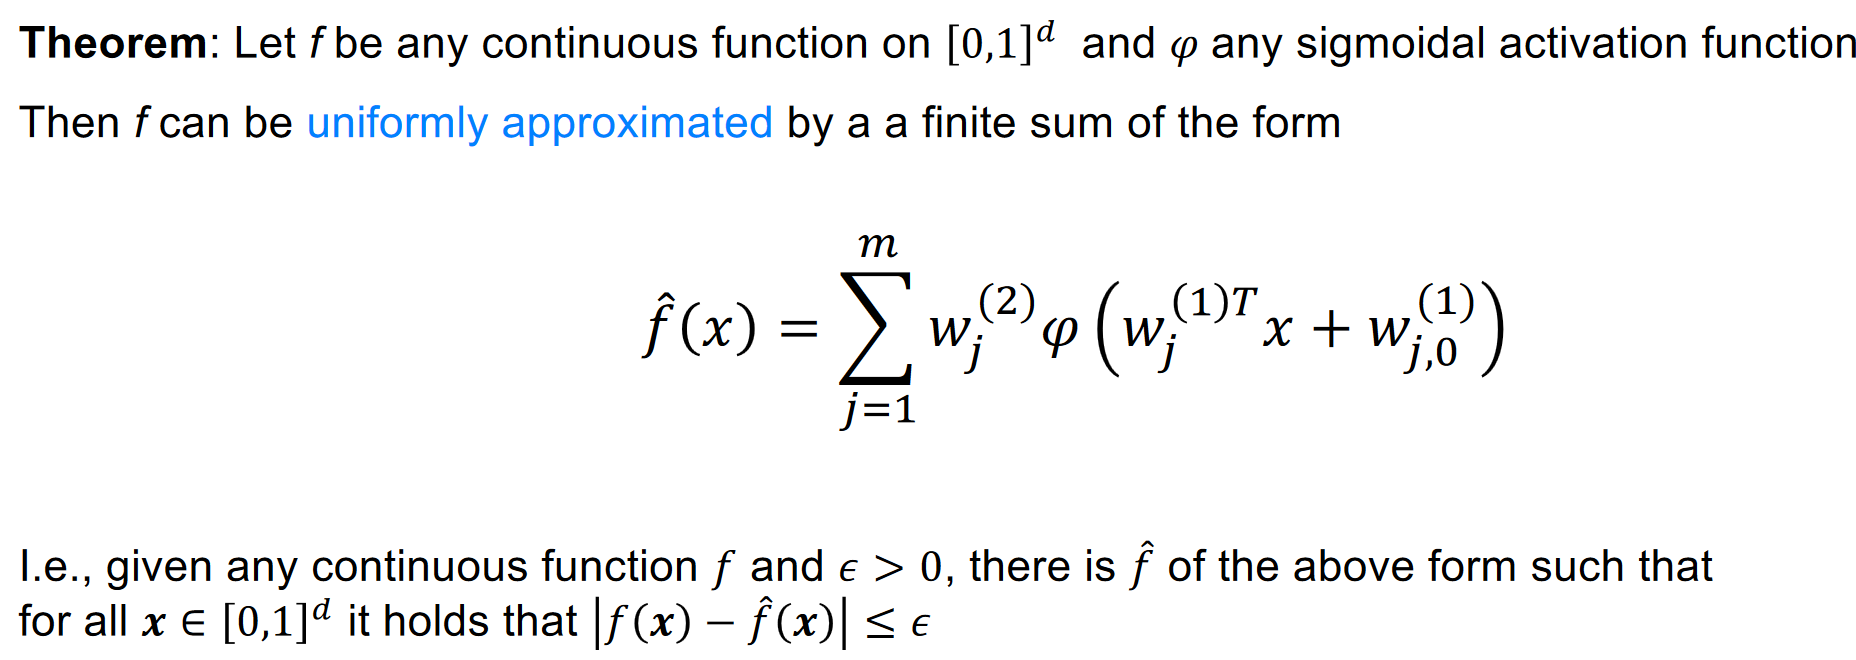 Theorem: Let f be any continuous function on [0,1]^d and φ any sigmoidal activation function
Then f can be uniformly approximated by a a finite sum of the form
f̂(x) = ∑_{j=1}^{m} w_j^{(2)} φ(w_j^{(1)T} x + w_{j,0}^{(1)})
I.e., given any continuous function f and ϵ > 0, there is f̂ of the above form such that
for all x ∈ [0,1]^d it holds that |f(x) − f̂(x)| ≤ ϵ